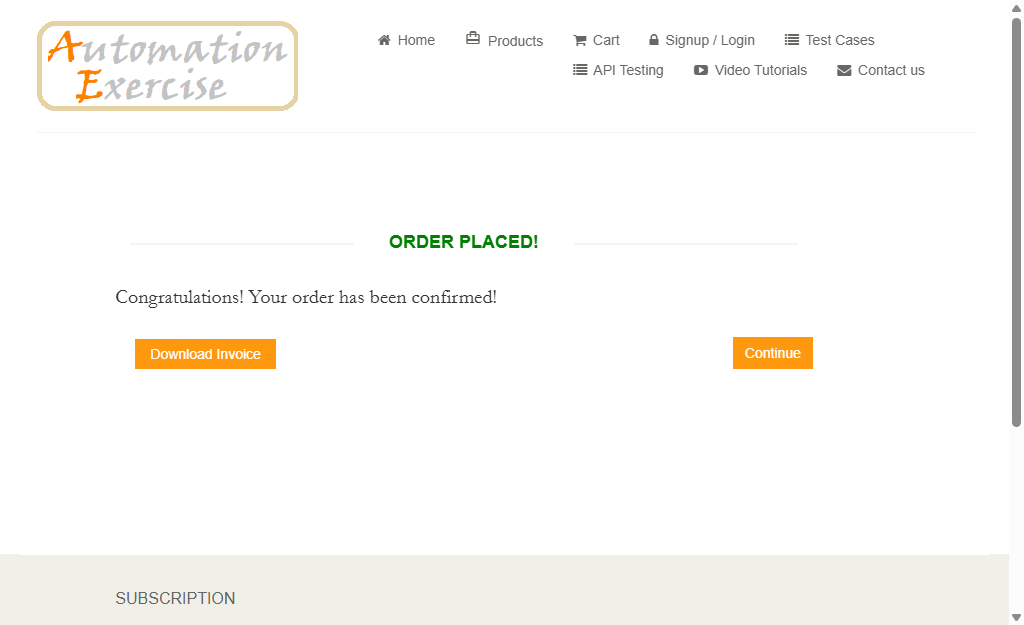 Automation
Exercise
Home Products Cart Signup / Login Test Cases
API Testing Video Tutorials Contact us
ORDER PLACED!
Congratulations! Your order has been confirmed!
Download Invoice Continue
SUBSCRIPTION